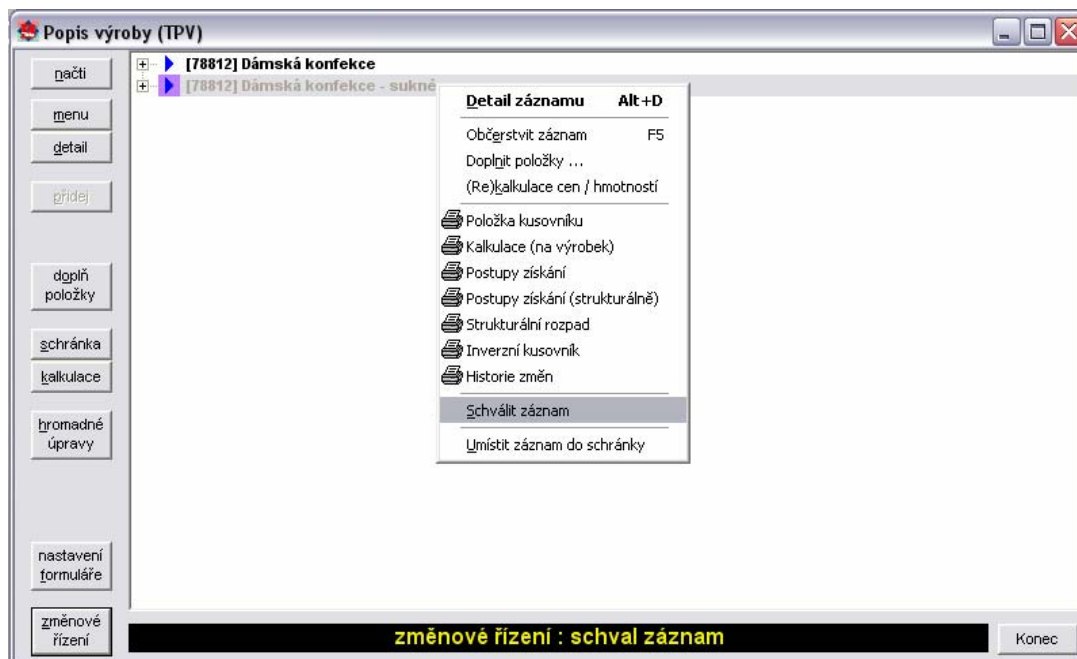 Popis výroby (TPV)
načti
menu
detail
přidej
doplň
položky
schránka
kalkulace
hromadné
úpravy
nastavení
formuláře
změnové
řízení
[78812] Dámská konfekce
[78812] Dámská konfekce - sukně
Detail záznamu Alt+D
Občerstvit záznam F5
Doplnit položky ...
(Re)kalkulace cen / hmotností
Položka kusovníku
Kalkulace (na výrobek)
Postupy získání
Postupy získání (strukturálně)
Strukturální rozpad
Inverzní kusovník
Historie změn
Schválit záznam
Umístit záznam do schránky
změnové řízení : schval záznam
Konec